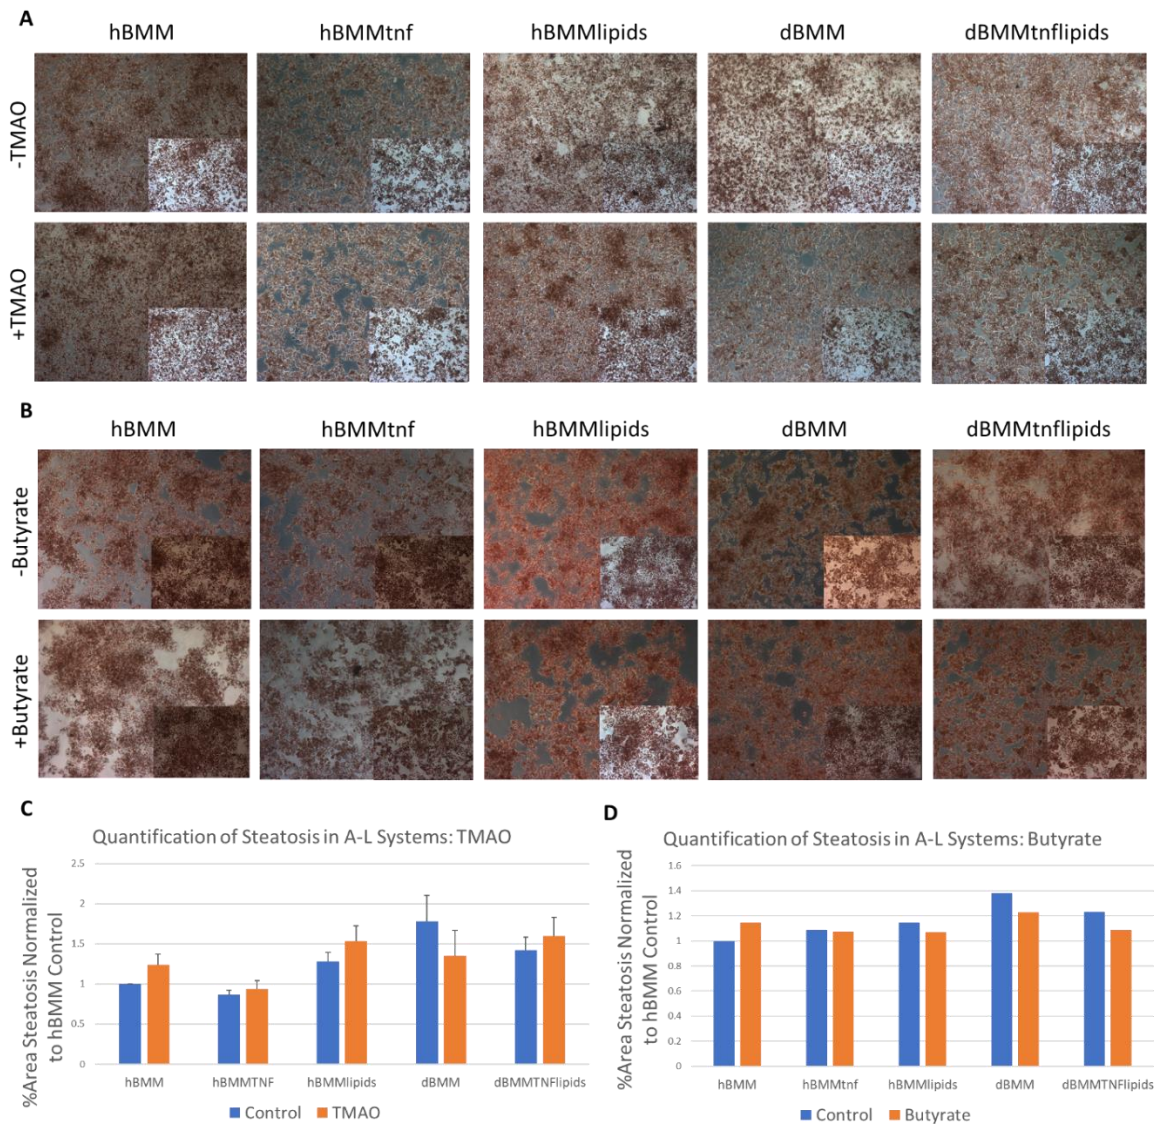 A
hBMM hBMMtnf hBMMlipids dBMM dBMMtnflipids
-TMAO
+TMAO
B
hBMM hBMMtnf hBMMlipids dBMM dBMMtnflipids
-Butyrate
+Butyrate
C
Quantification of Steatosis in A-L Systems: TMAO
%Area Steatosis Normalized
to hBMM Control
2.5
2
1.5
1
0.5
0
hBMM hBMMTNF hBMMlipids dBMM dBMMTNFlipids
Control TMAO
D
Quantification of Steatosis in A-L Systems: Butyrate
%Area Steatosis Normalized
to hBMM Control
1.6
1.4
1.2
1
0.8
0.6
0.4
0.2
0
hBMM hBMMtnf hBMMlipids dBMM dBMMTNFlipids
Control Butyrate